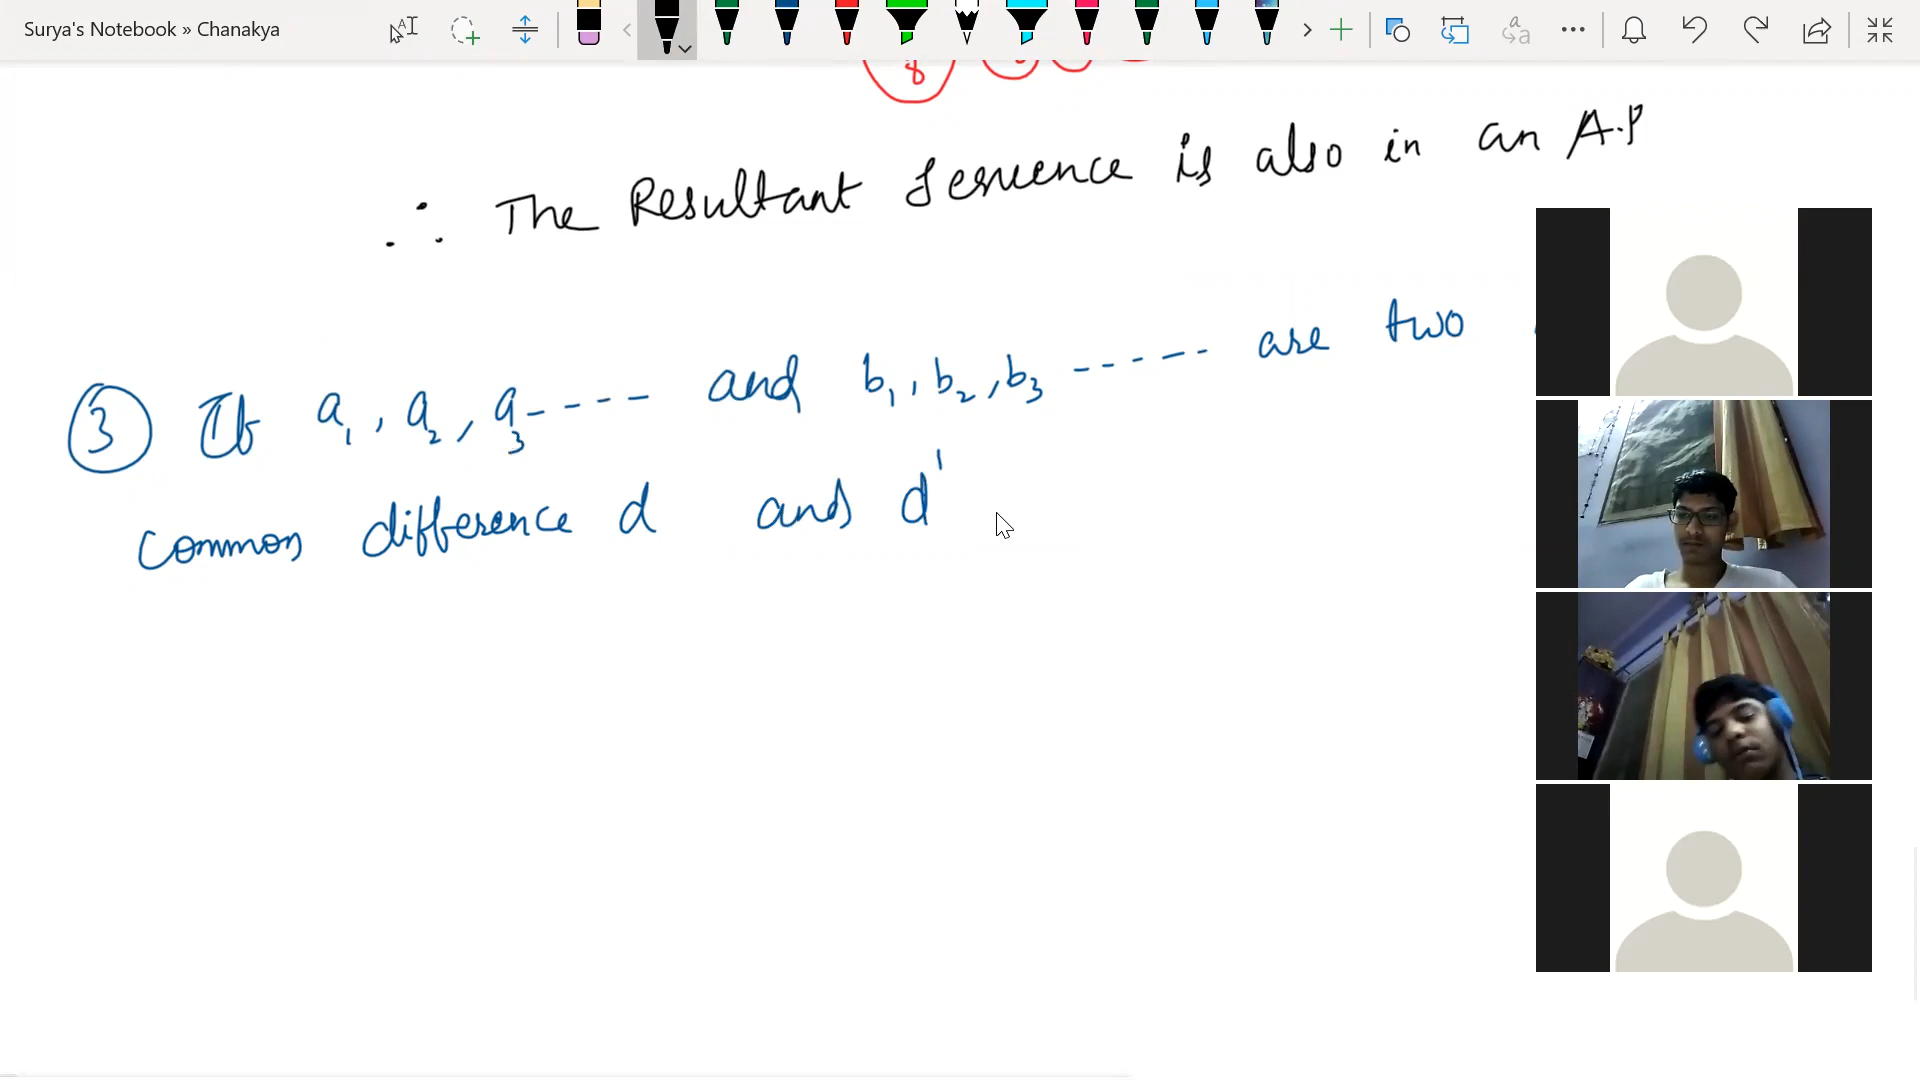 Surya's Notebook » Chanakya
8
∴ The Resultant Sequence is also in an A.P
③ If a₁, a₂, a₃ ---- and b₁, b₂, b₃ ----- are two
common difference d and d'